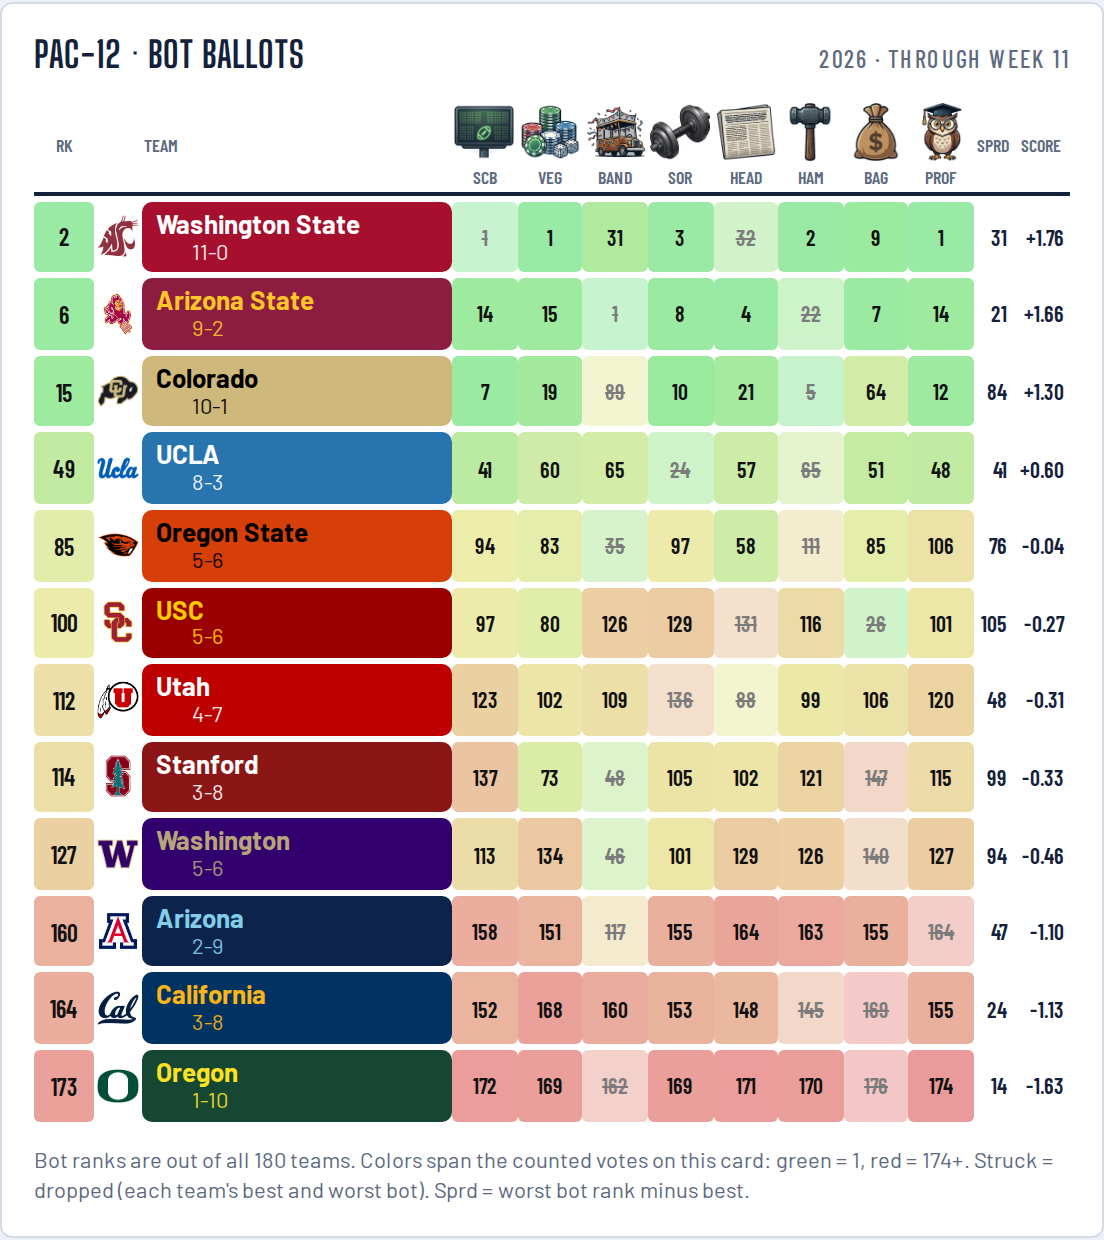 PAC-12 · BOT BALLOTS
2026 · THROUGH WEEK 11
RK TEAM SCB VEG BAND SOR HEAD HAM BAG PROF SPRD SCORE
2 Washington State 1 1 31 3 32 2 9 1 31 +1.76
11-0
6 Arizona State 14 15 1 8 4 22 7 14 21 +1.66
9-2
15 Colorado 7 19 89 10 21 5 64 12 84 +1.30
10-1
49 Ucla UCLA 41 60 65 24 57 65 51 48 41 +0.60
8-3
85 Oregon State 94 83 35 97 58 111 85 106 76 -0.04
5-6
100 SC USC 97 80 126 129 131 116 26 101 105 -0.27
5-6
112 U Utah 123 102 109 136 88 99 106 120 48 -0.31
4-7
114 S Stanford 137 73 48 105 102 121 147 115 99 -0.33
3-8
127 W Washington 113 134 46 101 129 126 140 127 94 -0.46
5-6
160 A Arizona 158 151 117 155 164 163 155 164 47 -1.10
2-9
164 Cal California 152 168 160 153 148 145 169 155 24 -1.13
3-8
173 O Oregon 172 169 162 169 171 170 176 174 14 -1.63
1-10
Bot ranks are out of all 180 teams. Colors span the counted votes on this card: green = 1, red = 174+. Struck =
dropped (each team's best and worst bot). Sprd = worst bot rank minus best.